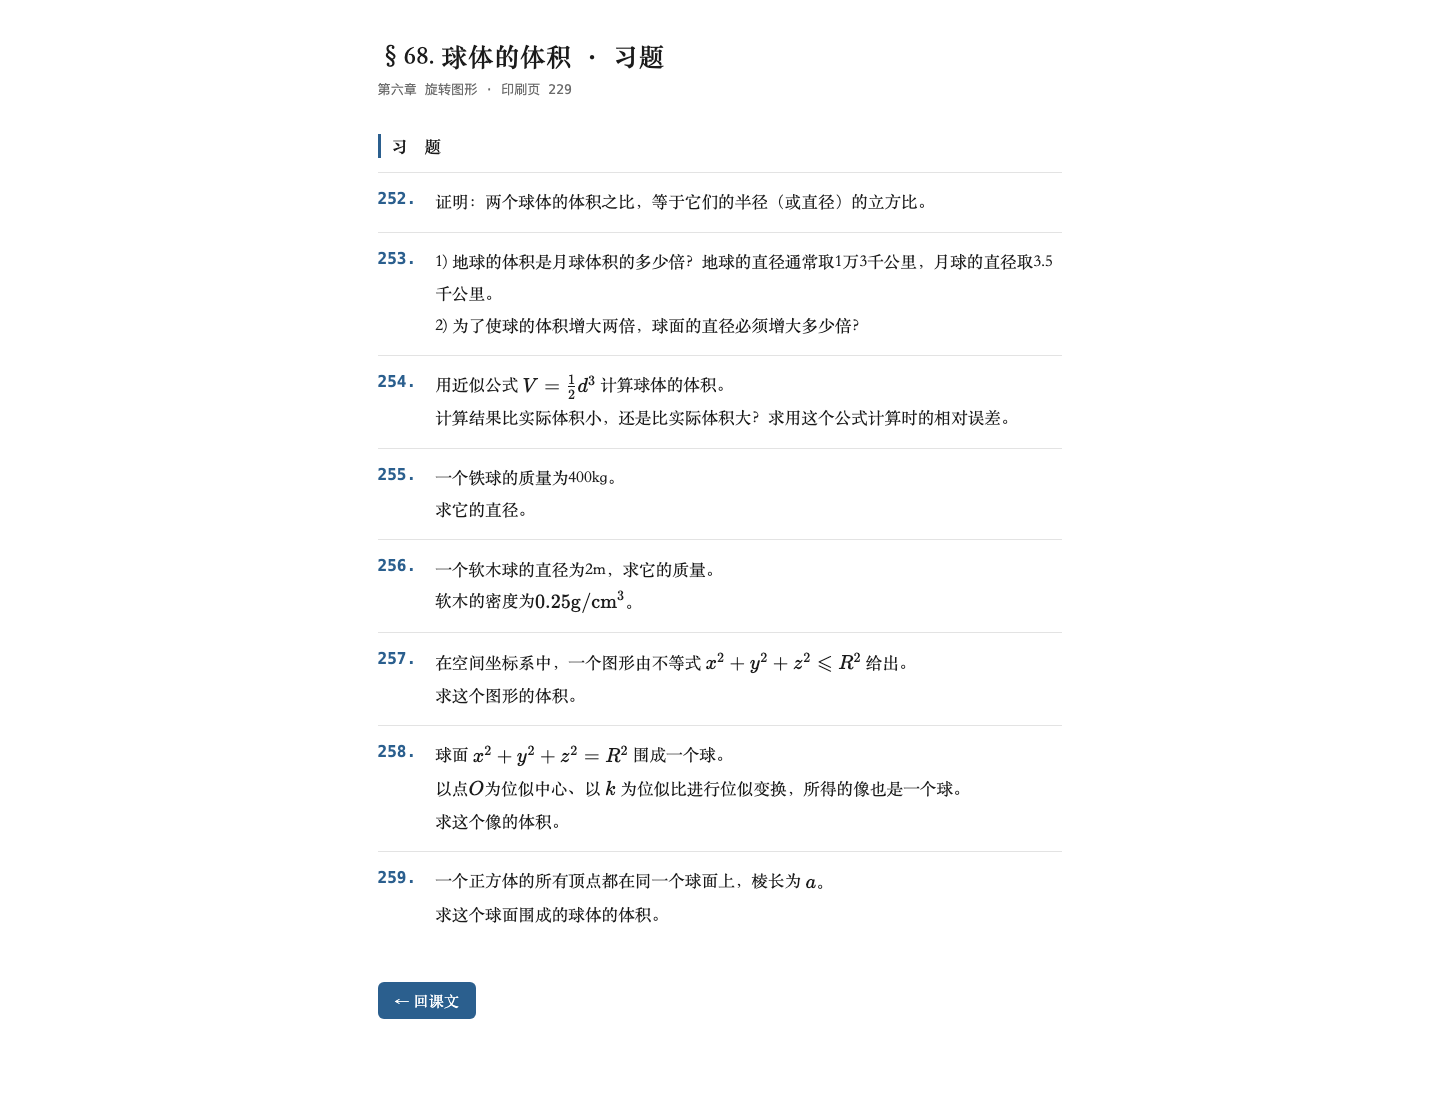 § 68. 球体的体积 · 习题
第六章 旋转图形 · 印刷页 229
习 题
252. 证明：两个球体的体积之比，等于它们的半径（或直径）的立方比。
253. 1) 地球的体积是月球体积的多少倍？地球的直径通常取1万3千公里，月球的直径取3.5
千公里。
2) 为了使球的体积增大两倍，球面的直径必须增大多少倍？
254. 用近似公式 $V = \frac{1}{2}d^3$ 计算球体的体积。
计算结果比实际体积小，还是比实际体积大？求用这个公式计算时的相对误差。
255. 一个铁球的质量为400kg。
求它的直径。
256. 一个软木球的直径为2m，求它的质量。
软木的密度为0.25g/cm³。
257. 在空间坐标系中，一个图形由不等式 $x^2 + y^2 + z^2 \leqslant R^2$ 给出。
求这个图形的体积。
258. 球面 $x^2 + y^2 + z^2 = R^2$ 围成一个球。
以点O为位似中心、以 k 为位似比进行位似变换，所得的像也是一个球。
求这个像的体积。
259. 一个正方体的所有顶点都在同一个球面上，棱长为 a。
求这个球面围成的球体的体积。
← 回课文